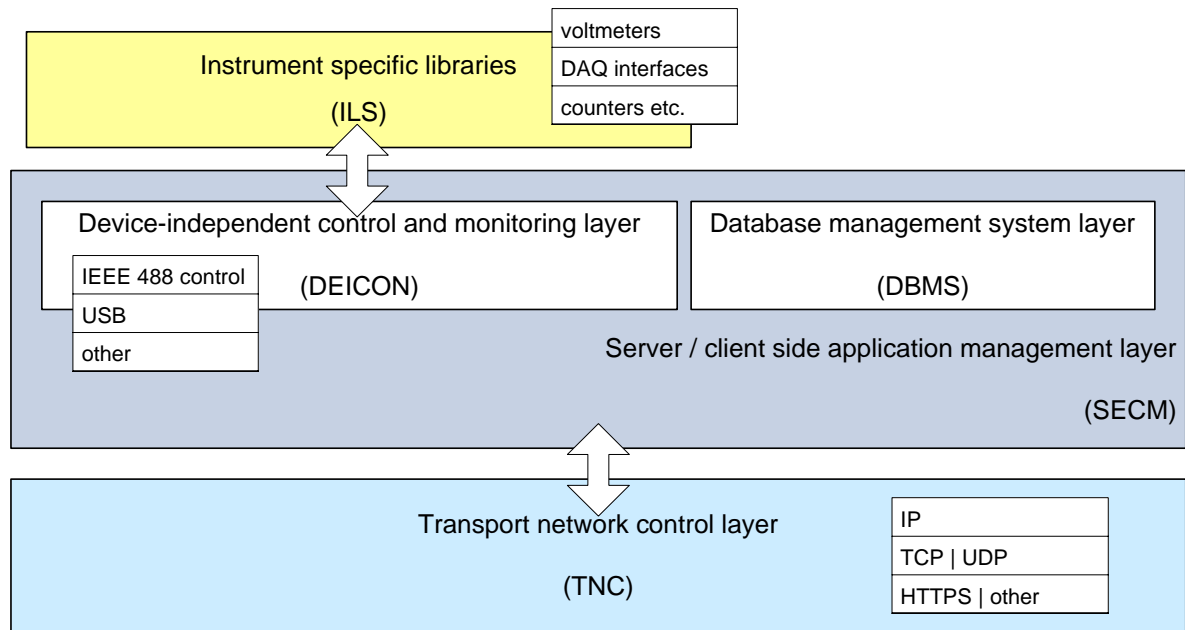 Instrument specific libraries
(ILS)
voltmeters
DAQ interfaces
counters etc.
Device-independent control and monitoring layer
(DEICON)
IEEE 488 control
USB
other
Database management system layer
(DBMS)
Server / client side application management layer
(SECM)
Transport network control layer
(TNC)
IP
TCP | UDP
HTTPS | other